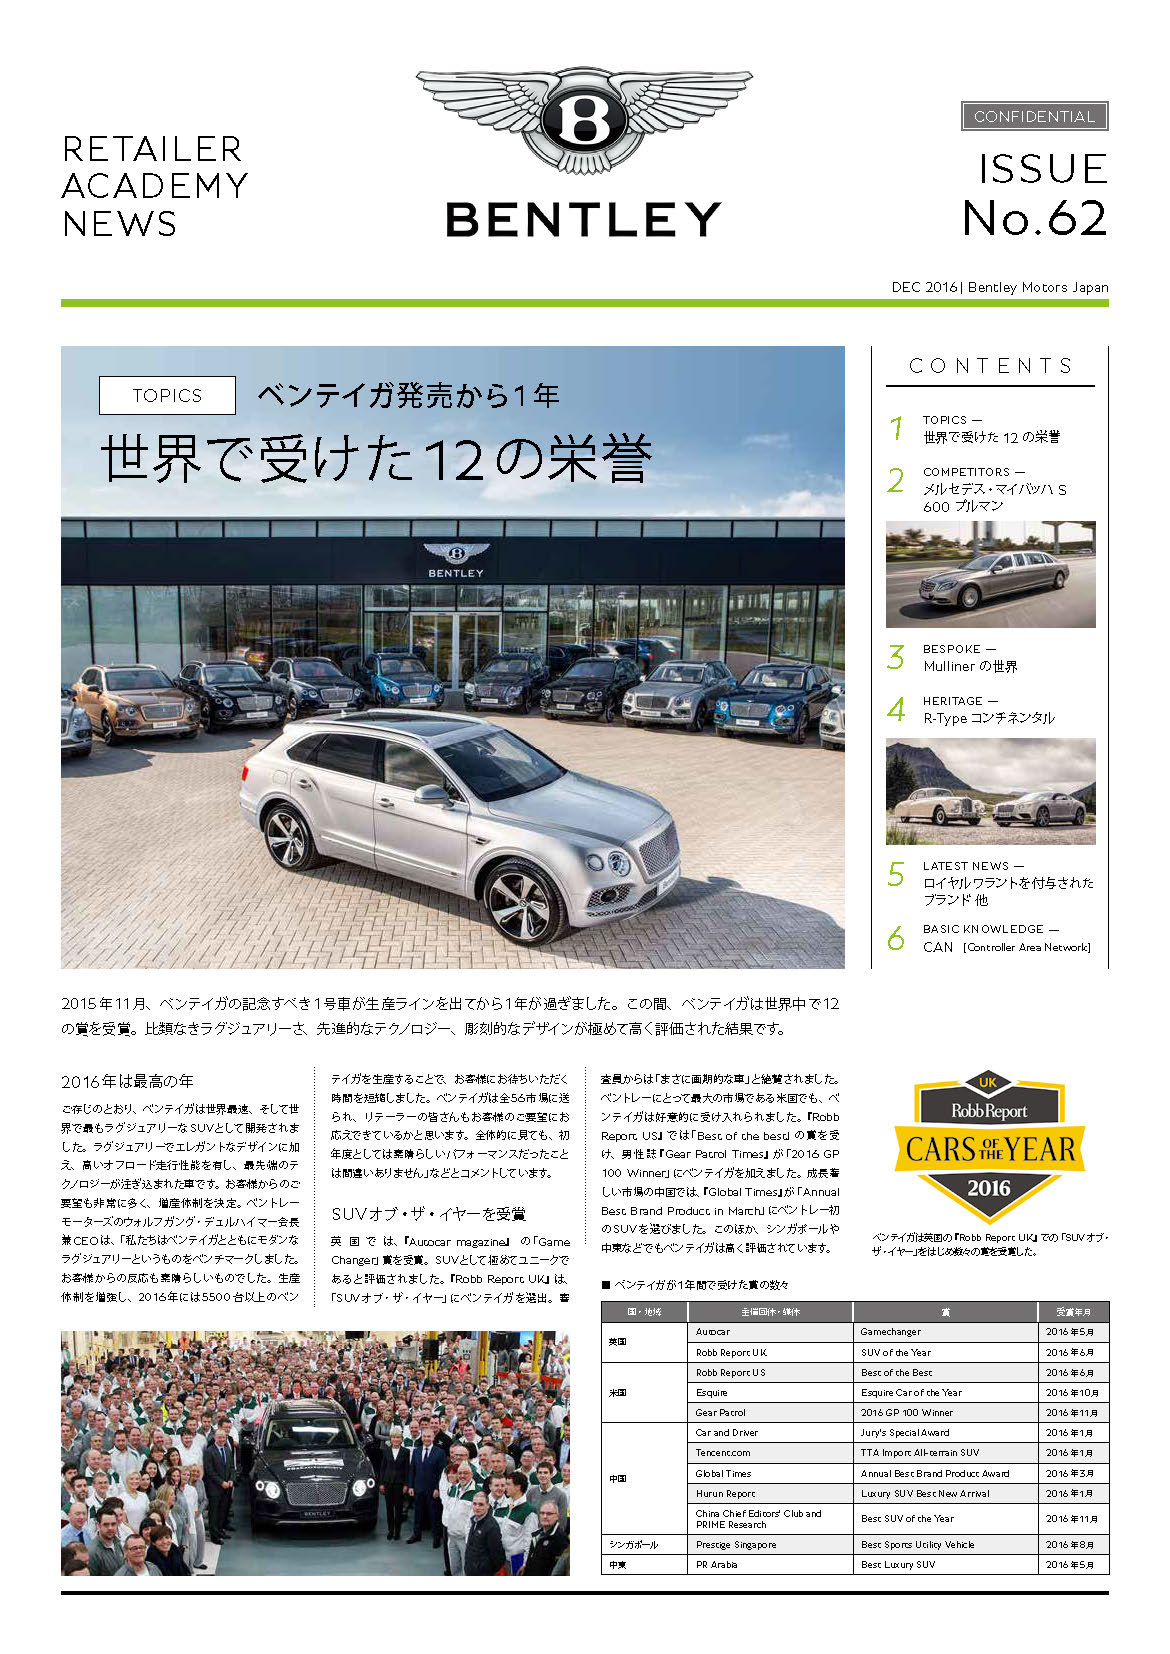 RETAILER
ACADEMY
NEWS
B
BENTLEY
CONFIDENTIAL
ISSUE
No.62
DEC 2016| Bentley Motors Japan
TOPICS
ベンテイガ発売から1年
世界で受けた12の栄誉
BENTLEY
CONTENTS
1
TOPICS —
世界で受けた 12 の栄誉
2
COMPETITORS —
メルセデス・マイバッハ S
600 プルマン
3
BESPOKE —
Mulliner の世界
4
HERITAGE —
R-Type コンチネンタル
5
LATEST NEWS —
ロイヤルワラントを付与された
ブランド 他
6
BASIC KNOWLEDGE —
CAN [Controller Area Network]
2015年11月、ベンテイガの記念すべき1号車が生産ラインを出てから1年が過ぎました。この間、ベンテイガは世界中で12
の賞を受賞。比類なきラグジュアリーさ、先進的なテクノロジー、彫刻的なデザインが極めて高く評価された結果です。
2016年は最高の年
ご存じのとおり、ベンテイガは世界最速、そして世
界で最もラグジュアリーなSUVとして開発されま
した。ラグジュアリーでエレガントなデザインに加
え、高いオフロード走行性能を有し、最先端のテ
クノロジーが注ぎ込まれた車です。お客様からのご
要望も非常に多く、増産体制を決定。ベントレー
モーターズのウォルフガング・デュルハイマー会長
兼CEOは、「私たちはベンテイガとともにモダンな
ラグジュアリーというものをベンチマークしました。
お客様からの反応も素晴らしいものでした。生産
体制を増強し、2016年には5500台以上のベン
テイガを生産することで、お客様にお待ちいただく
時間を短縮しました。ベンテイガは全56市場に送
られ、リテーラーの皆さんもお客様のご要望にお
応えできているかと思います。全体的に見ても、初
年度としては素晴らしいパフォーマンスだったこと
は間違いありません」などとコメントしています。
SUVオブ・ザ・イヤーを受賞
英国では、『Autocar magazine』 の「Game
Changer」賞を受賞。SUVとして極めてユニークで
あると評価されました。『Robb Report UK』は、
「SUVオブ・ザ・イヤー」にベンテイガを選出。審
査員からは「まさに画期的な車」と絶賛されました。
ベントレーにとって最大の市場である米国でも、ベ
ンテイガは好意的に受け入れられました。『Robb
Report US』では「Best of the best」の賞を受
け、男性誌『Gear Patrol Times』が「2016 GP
100 Winner」にベンテイガを加えました。成長著
しい市場の中国では、『Global Times』が「Annual
Best Brand Product in March」にベントレー初
のSUVを選びました。このほか、シンガポールや
中東などでもベンテイガは高く評価されています。
UK
Robb Report
CARS OF THE YEAR
2016
ベンテイガは英国の『Robb Report UK』での「SUVオブ・
ザ・イヤー」をはじめ数々の賞を受賞した。
■ ベンテイガが1年間で受けた賞の数々
国・地域 主催団体・媒体 賞 受賞年月
英国 Autocar Gamechanger 2016年5月
Robb Report UK SUV of the Year 2016年6月
米国 Robb Report US Best of the Best 2016年6月
Esquire Esquire Car of the Year 2016年10月
Gear Patrol 2016 GP 100 Winner 2016年11月
中国 Car and Driver Jury's Special Award 2016年1月
Tencent.com TTA Import All-terrain SUV 2016年1月
Global Times Annual Best Brand Product Award 2016年3月
Hurun Report Luxury SUV Best New Arrival 2016年1月
China Chief Editors' Club and
PRIME Research Best SUV of the Year 2016年11月
シンガポール Prestige Singapore Best Sports Utility Vehicle 2016年8月
中東 PR Arabia Best Luxury SUV 2016年5月
BENTLEY